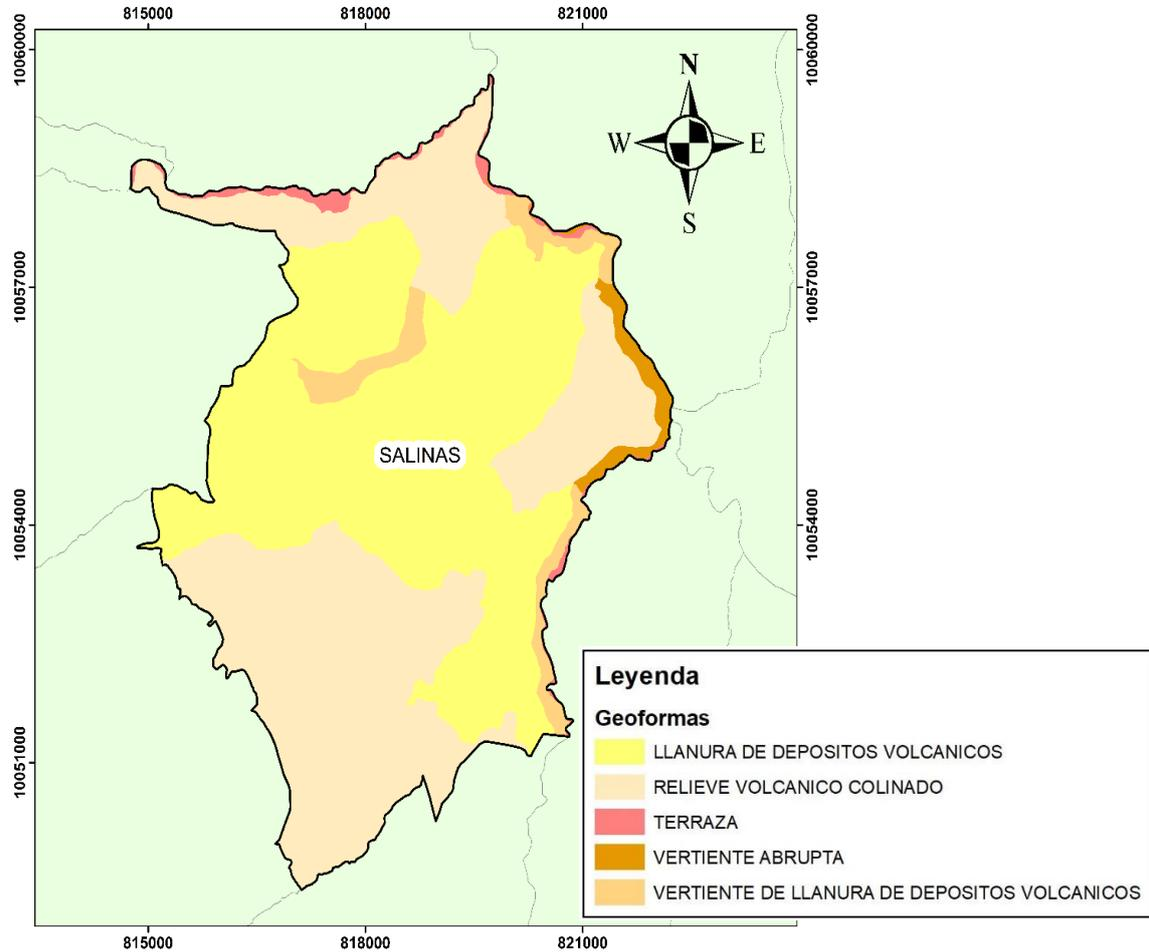 815000 818000 821000
10060000 10060000
N
W E
S
10057000 10057000
SALINAS
10054000 10054000
10051000
Leyenda
Geoformas
LLANURA DE DEPOSITOS VOLCANICOS
RELIEVE VOLCANICO COLINADO
TERRAZA
VERTIENTE ABRUPTA
VERTIENTE DE LLANURA DE DEPOSITOS VOLCANICOS
815000 818000 821000